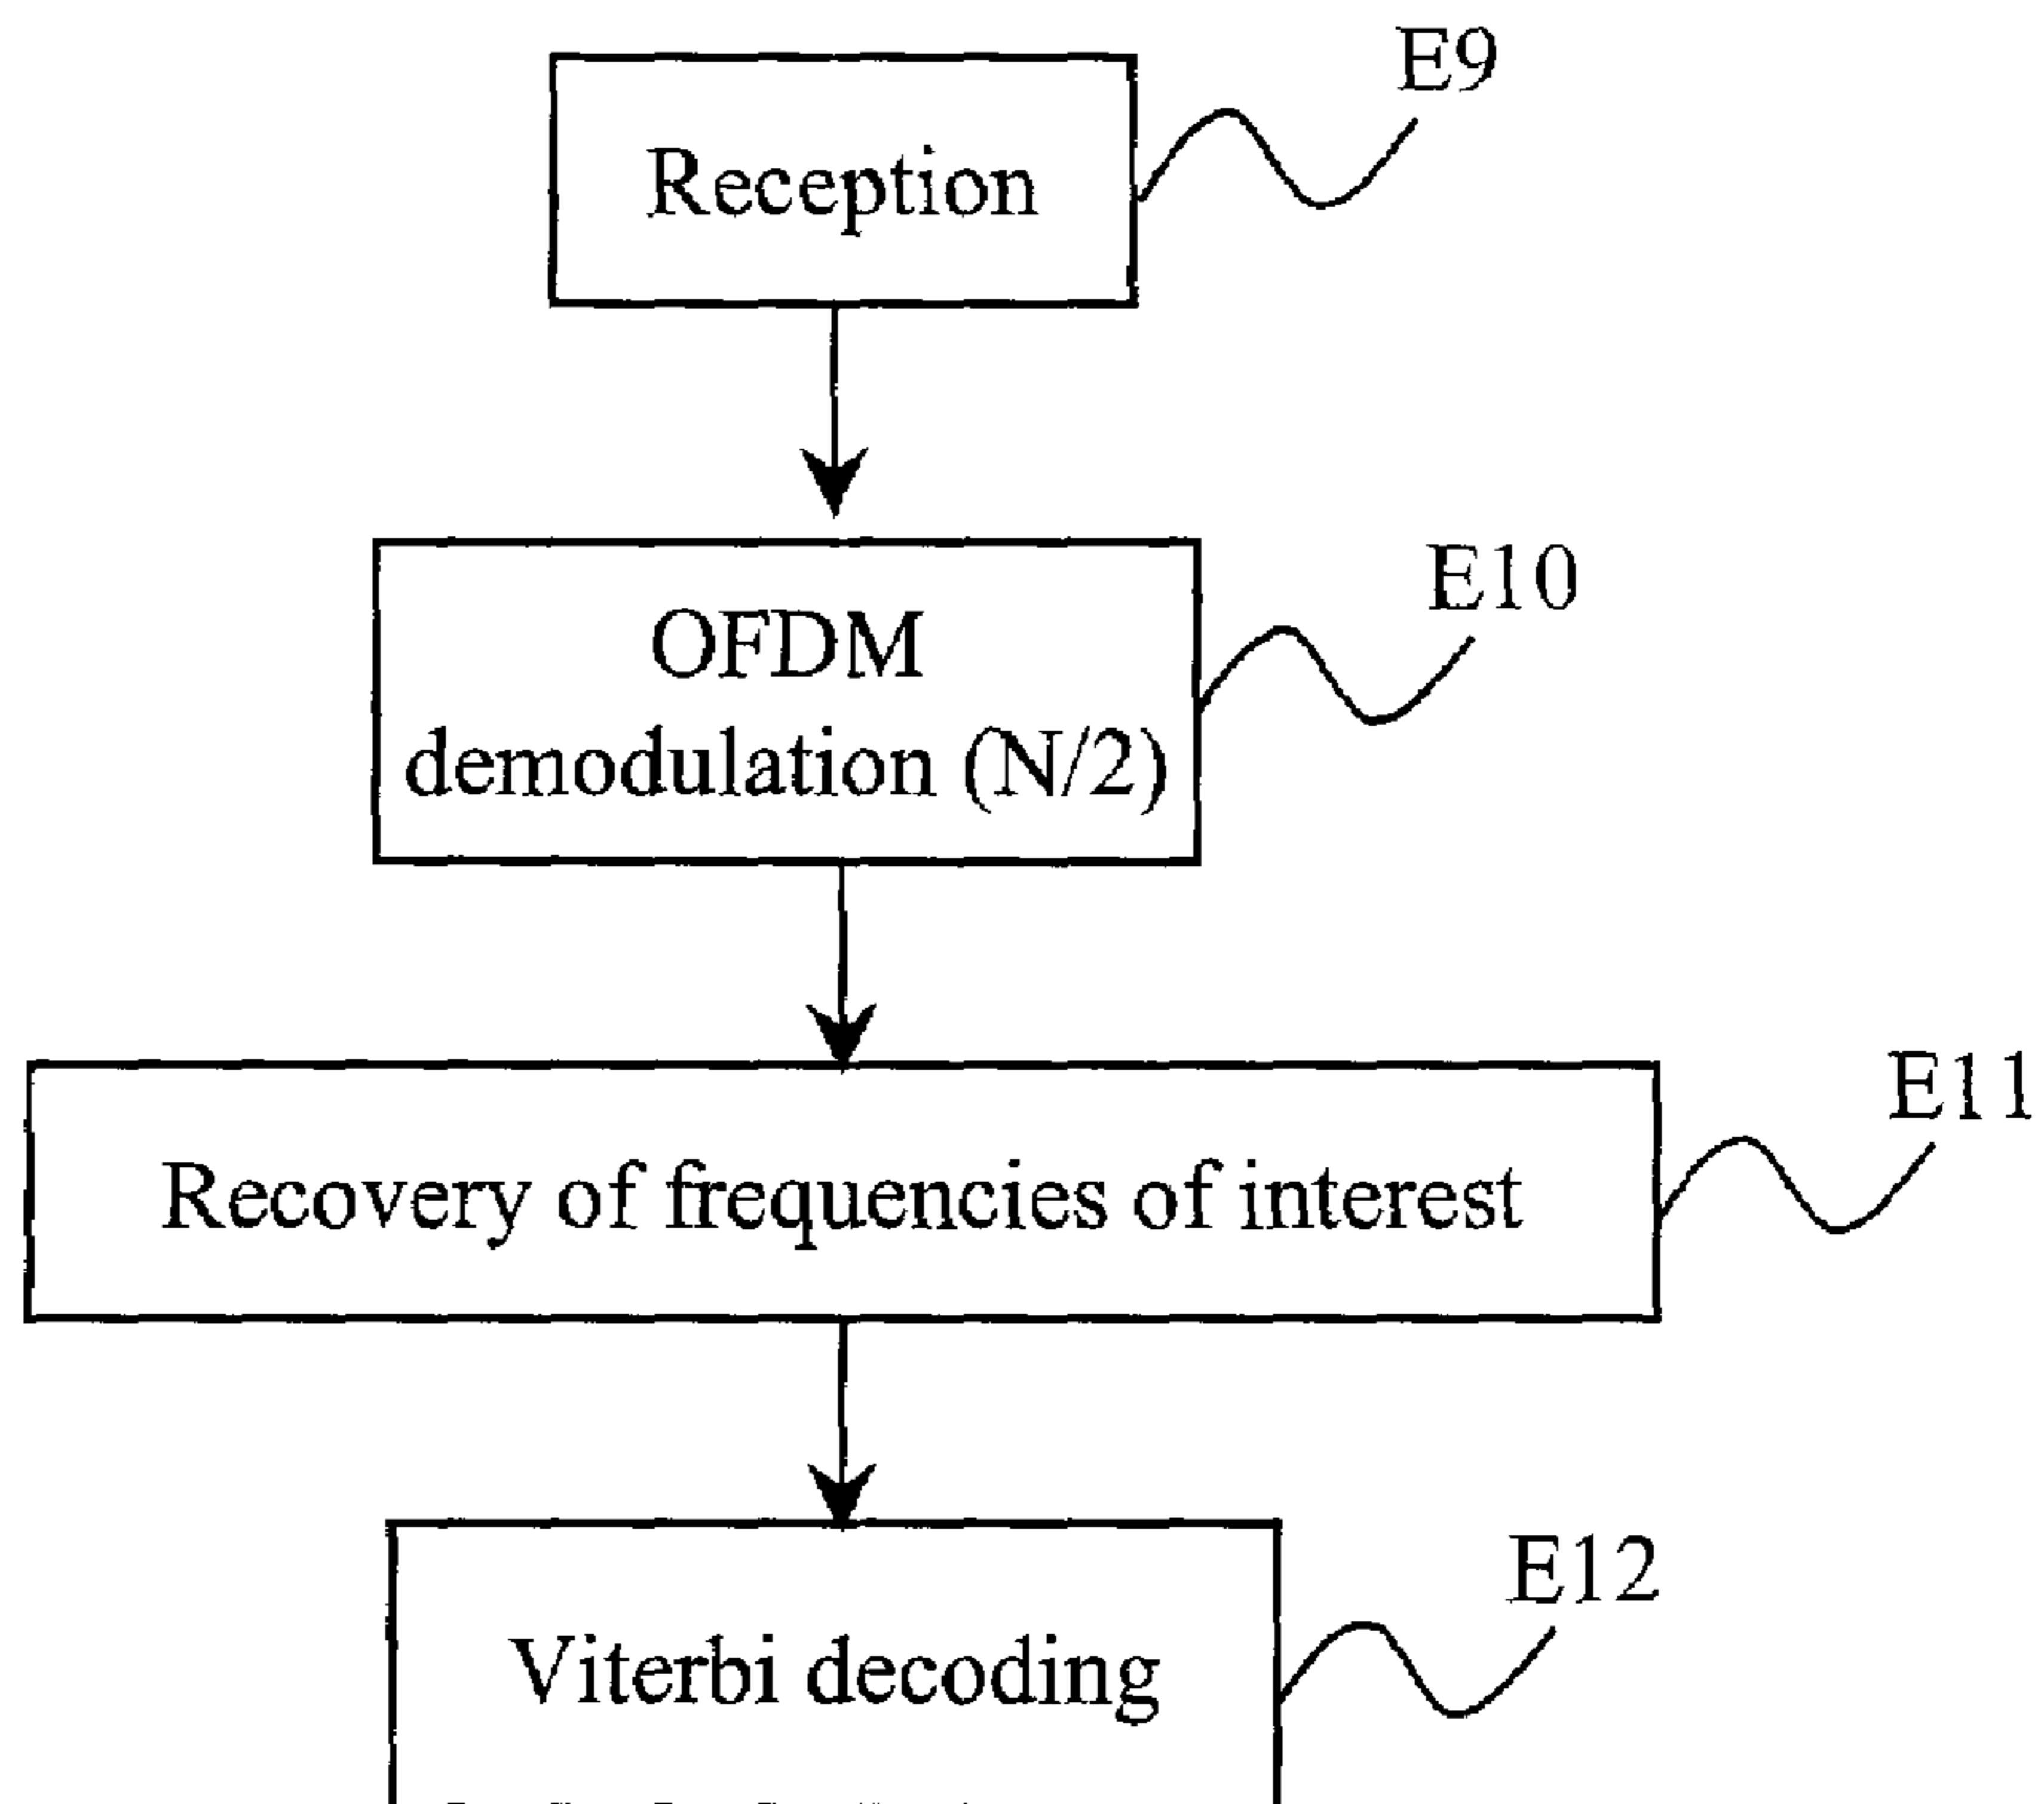 Reception
E9
OFDM
demodulation (N/2)
E10
Recovery of frequencies of interest
E11
Viterbi decoding
E12